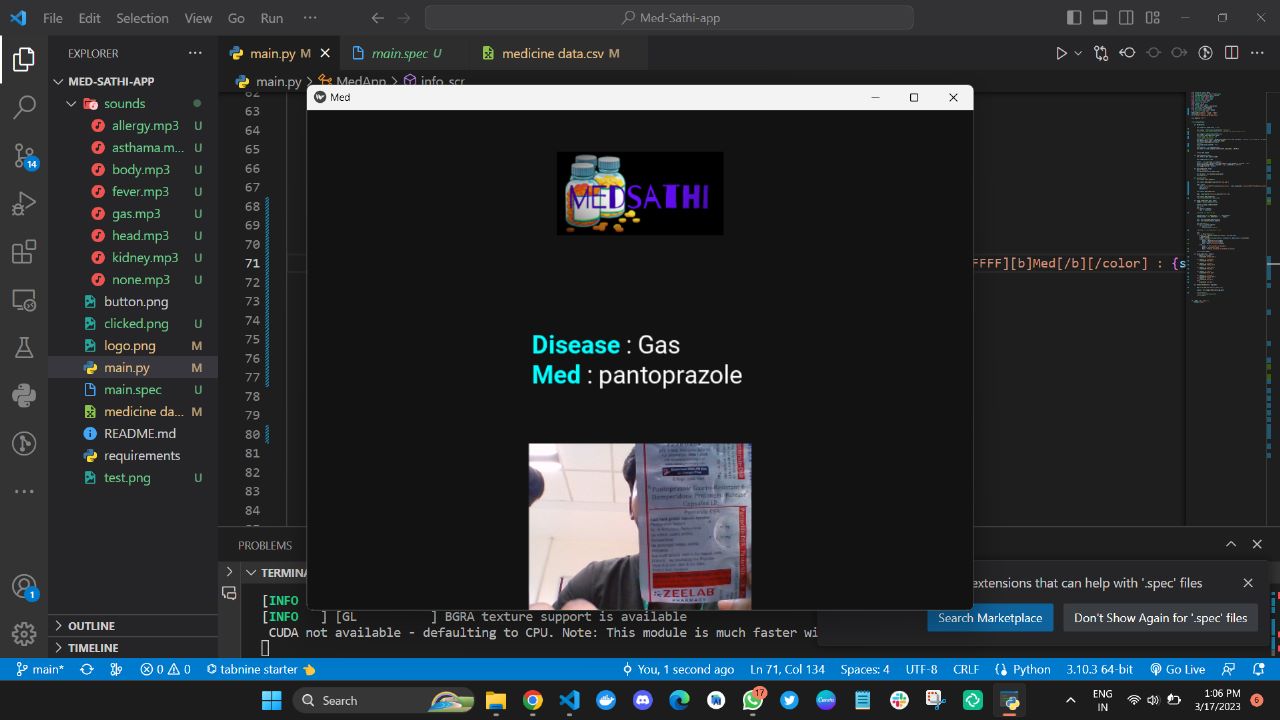 File Edit Selection View Go Run ··· Med-Sathi-app
EXPLORER
MED-SATHI-APP
sounds
allergy.mp3 U
asthama.m... U
body.mp3 U
fever.mp3 U
gas.mp3 U
head.mp3 U
kidney.mp3 U
none.mp3 U
button.png
clicked.png U
logo.png M
main.py M
main.spec U
medicine da... M
README.md
requirements
test.png U
OUTLINE
TIMELINE
main.py M main.spec U medicine data.csv M
main.py > MedApp > info_scr
62
63
64
65
66
67
68
69
70
71 FFFF][b]Med[/b][/color] : {s
72
73
74
75
76
77
78
79
80
81
82
83
84
Med
MEDSATHI
Disease : Gas
Med : pantoprazole
ZEELAB
PHARMACY
PROBLEMS
TERMINA
[INFO
[INFO ] [GL ] BGRA texture support is available
CUDA not available - defaulting to CPU. Note: This module is much faster wi
extensions that can help with '.spec' files
Search Marketplace Don't Show Again for '.spec' files
14
1
main* 0 0 tabnine starter You, 1 second ago Ln 71, Col 134 Spaces: 4 UTF-8 CRLF Python 3.10.3 64-bit Go Live
Search 17 ENG IN 1:06 PM 3/17/2023 6